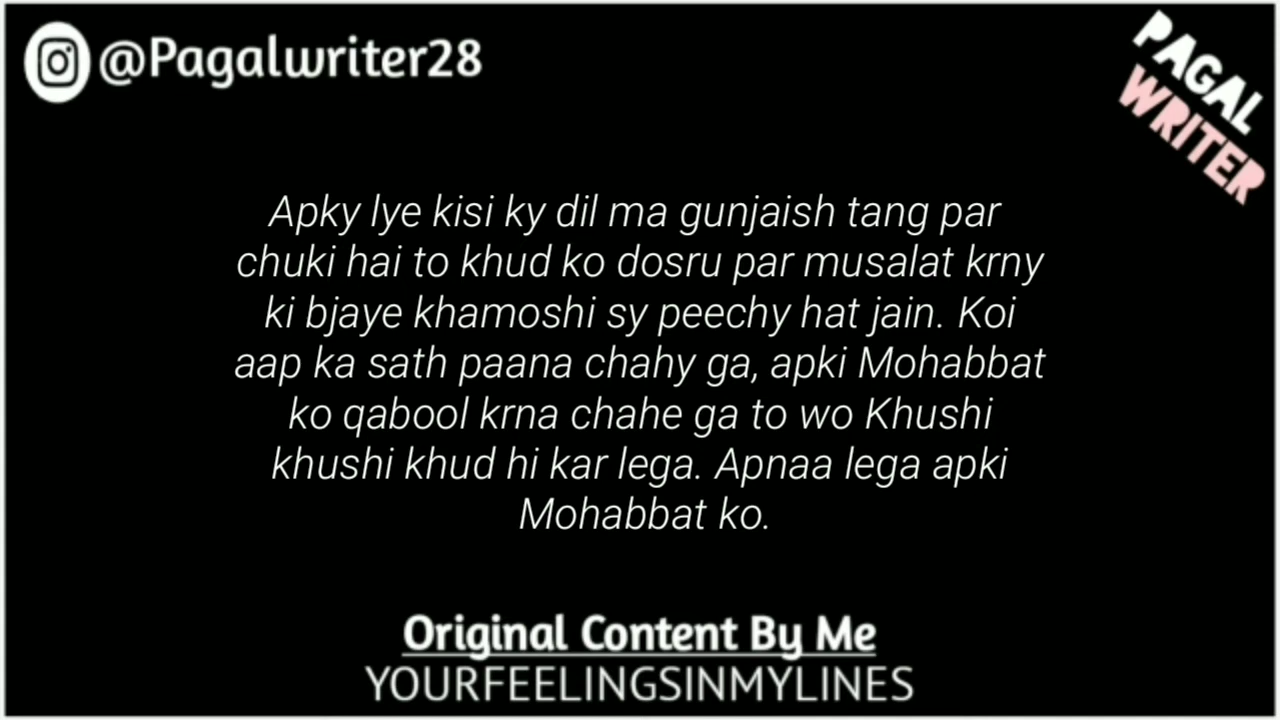 @Pagalwriter28
PAGAL
WRITER
Apky lye kisi ky dil ma gunjaish tang par
chuki hai to khud ko dosru par musalat krny
ki bjaye khamoshi sy peechy hat jain. Koi
aap ka sath paana chahy ga, apki Mohabbat
ko qabool krna chahe ga to wo Khushi
khushi khud hi kar lega. Apnaa lega apki
Mohabbat ko.
Original Content By Me
YOURFEELINGSINMYLINES